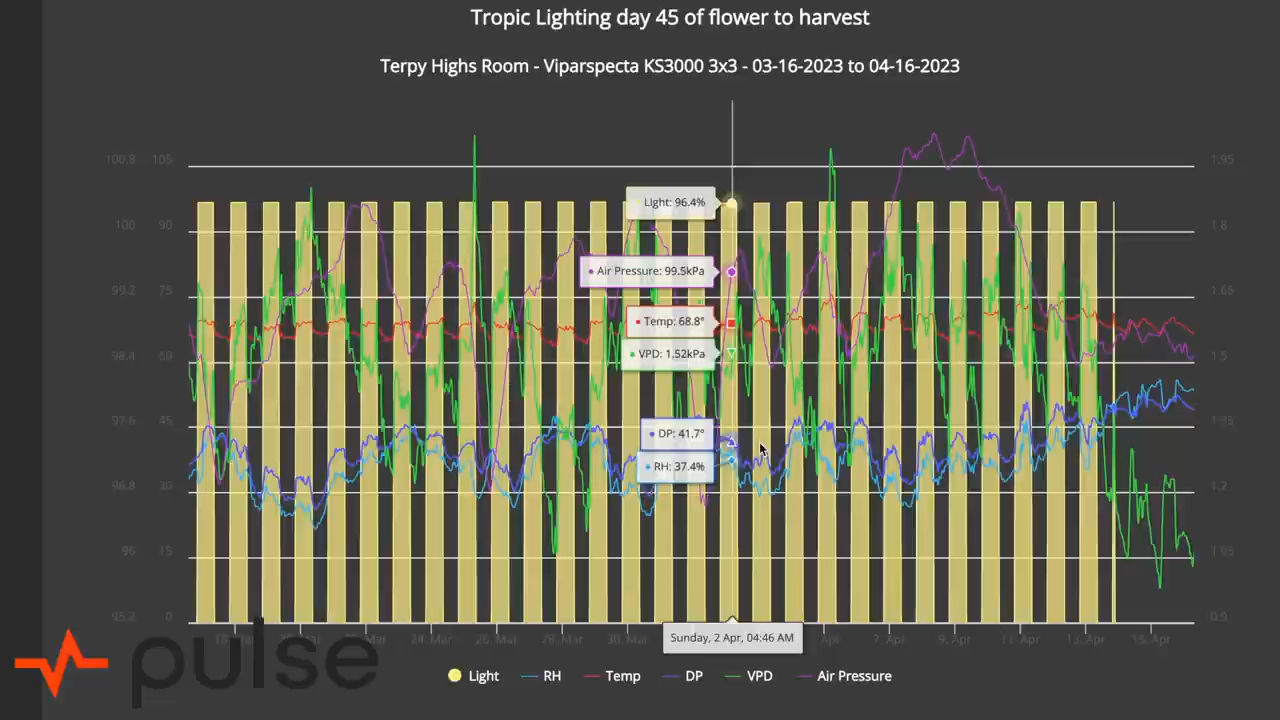 Tropic Lighting day 45 of flower to harvest
Terpy Highs Room - Viparspecta KS3000 3x3 - 03-16-2023 to 04-16-2023
100.8 105 1.95
Light: 96.4%
100 90 1.8
Air Pressure: 99.5kPa
99.2 75 1.65
Temp: 68.8°
VPD: 1.52kPa
98.4 60 1.5
97.6 45 1.35
DP: 41.7°
RH: 37.4%
96.8 30 1.2
96 15 1.05
95.2 0 0.9
24 Mar 26 Mar 28 Mar 30 Mar Sunday, 2 Apr, 04:46 AM Apr 7. Apr 9. Apr 11. Apr 13. Apr 15. Apr
pulse
Light RH Temp DP VPD Air Pressure